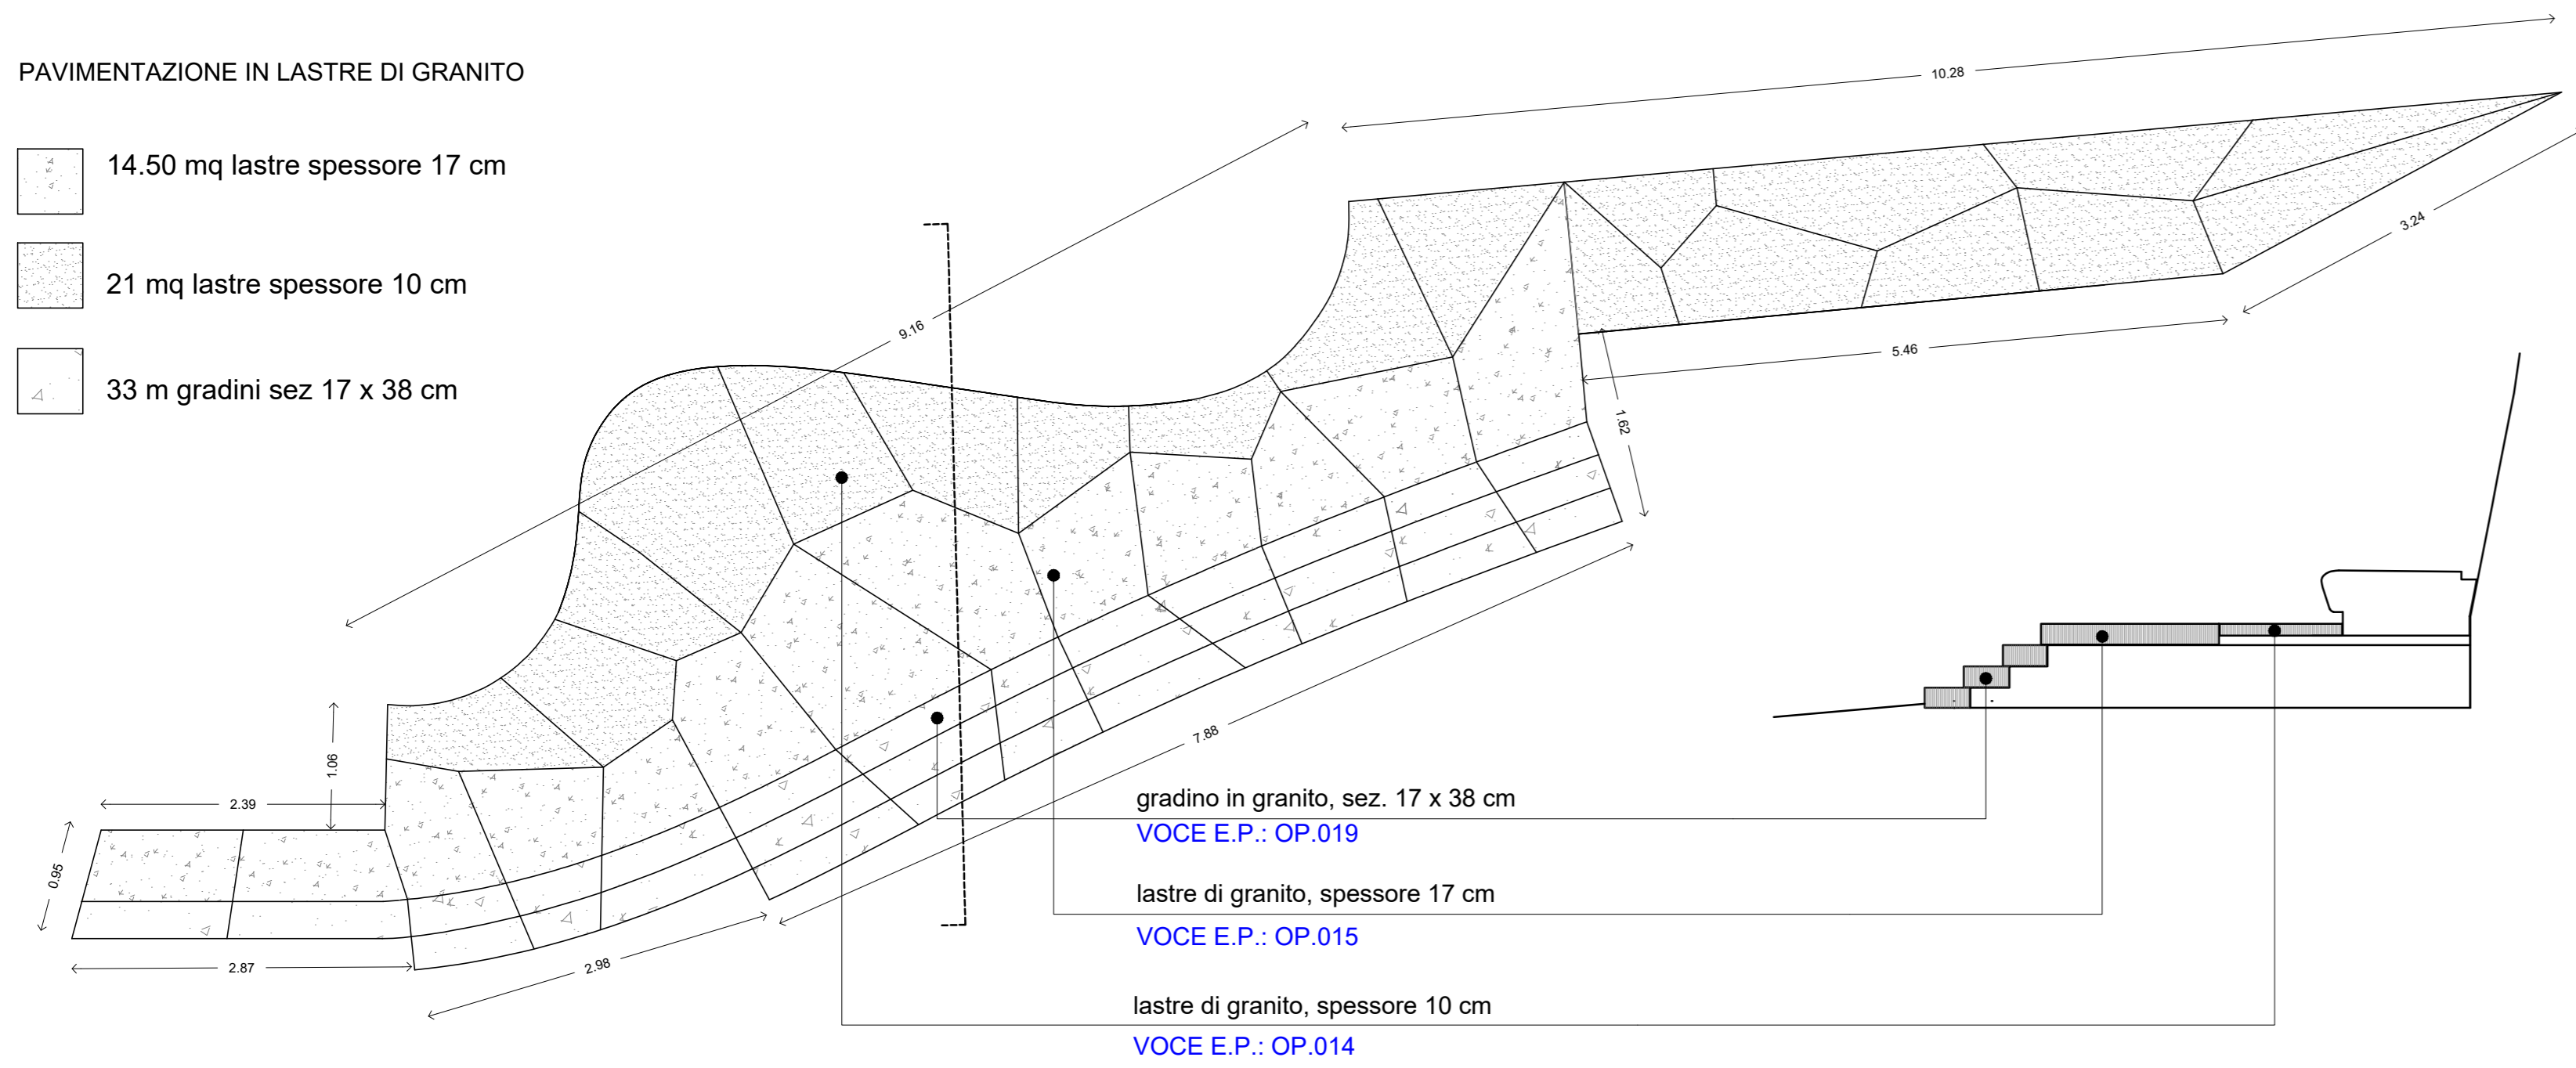 PAVIMENTAZIONE IN LASTRE DI GRANITO
14.50 mq lastre spessore 17 cm
21 mq lastre spessore 10 cm
33 m gradini sez 17 x 38 cm
10.28
3.24
9.16
5.46
1.62
1.06
2.39
0.95
7.88
2.87
2.98
gradino in granito, sez. 17 x 38 cm
VOCE E.P.: OP.019
lastre di granito, spessore 17 cm
VOCE E.P.: OP.015
lastre di granito, spessore 10 cm
VOCE E.P.: OP.014